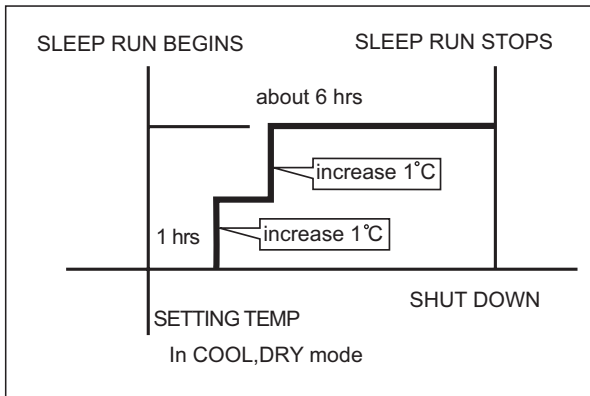 SLEEP RUN BEGINS
SLEEP RUN STOPS
about 6 hrs
increase 1℃
1 hrs
increase 1℃
SHUT DOWN
SETTING TEMP
In COOL,DRY mode